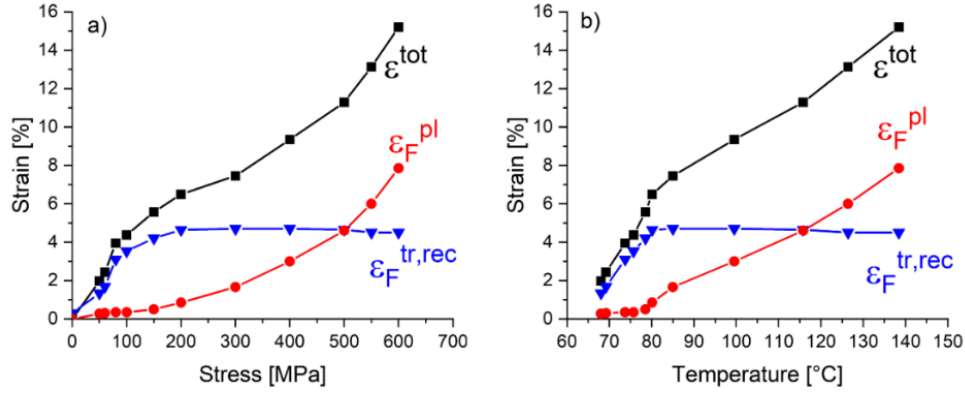 a)
Strain [%]
16
14
12
10
8
6
4
2
0
ε^tot
ε_F^pl
ε_F^tr,rec
0 100 200 300 400 500 600 700
Stress [MPa]
b)
Strain [%]
16
14
12
10
8
6
4
2
0
ε^tot
ε_F^pl
ε_F^tr,rec
60 70 80 90 100 110 120 130 140 150
Temperature [°C]